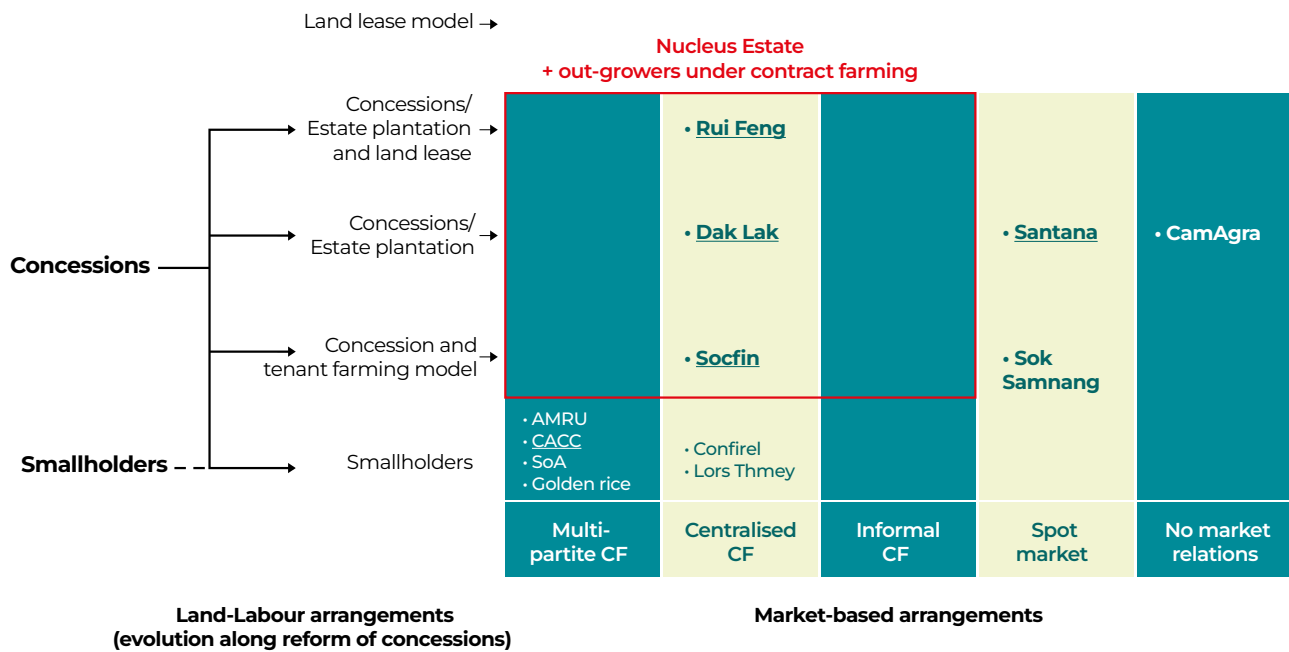 Land lease model
Nucleus Estate
+ out-growers under contract farming
Concessions/
Estate plantation
and land lease
• Rui Feng
Concessions/
Estate plantation
• Dak Lak
• Santana
• CamAgra
Concessions
Concession and
tenant farming model
• Socfin
• Sok
Samnang
Smallholders
Smallholders
• AMRU
• CACC
• SoA
• Golden rice
• Confirel
• Lors Thmey
Multi-
partite CF
Centralised
CF
Informal
CF
Spot
market
No market
relations
Land-Labour arrangements
(evolution along reform of concessions)
Market-based arrangements